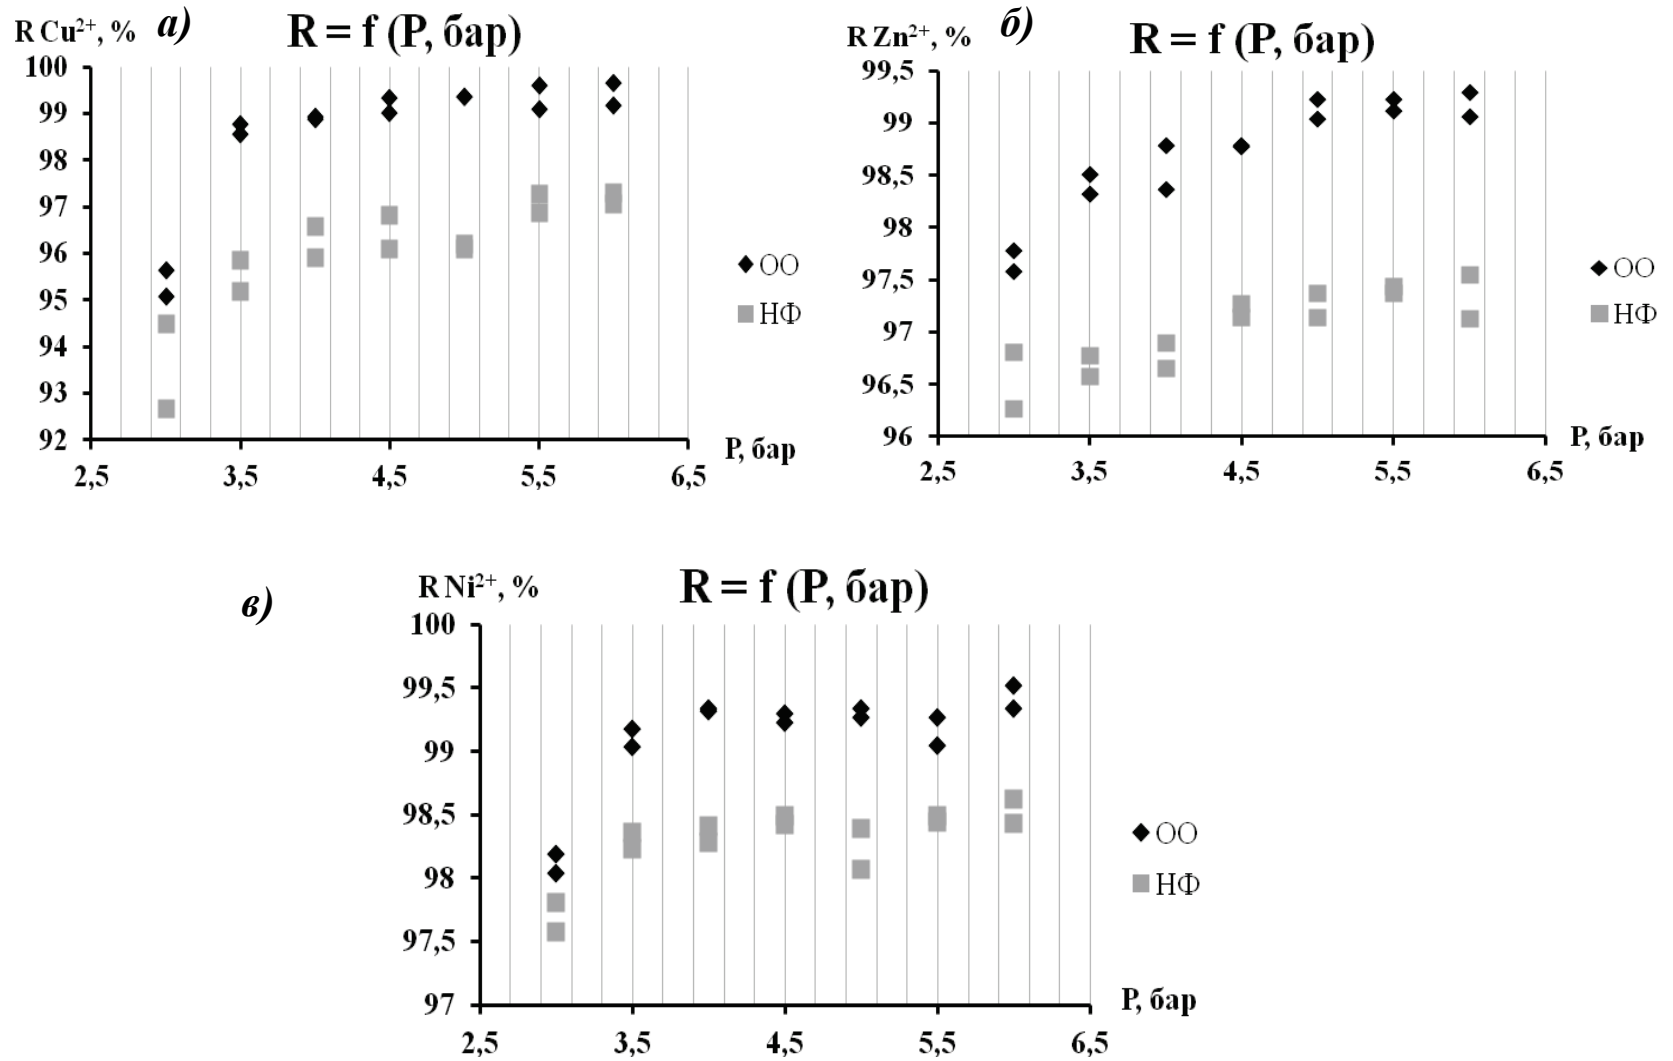 а)
R Cu²⁺, %
R = f (P, бар)
100
99
98
97
96
95
94
93
92
2,5 3,5 4,5 5,5 6,5
P, бар
ОО
НФ
б)
R Zn²⁺, %
R = f (P, бар)
99,5
99
98,5
98
97,5
97
96,5
96
2,5 3,5 4,5 5,5 6,5
P, бар
ОО
НФ
в)
R Ni²⁺, %
R = f (P, бар)
100
99,5
99
98,5
98
97,5
97
2,5 3,5 4,5 5,5 6,5
P, бар
ОО
НФ